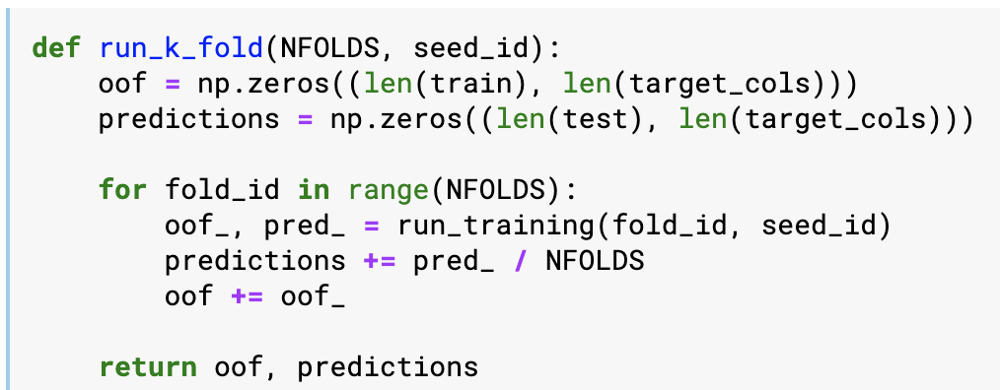 def run_k_fold(NFOLDS, seed_id):
    oof = np.zeros((len(train), len(target_cols)))
    predictions = np.zeros((len(test), len(target_cols)))

    for fold_id in range(NFOLDS):
        oof_, pred_ = run_training(fold_id, seed_id)
        predictions += pred_ / NFOLDS
        oof += oof_

    return oof, predictions